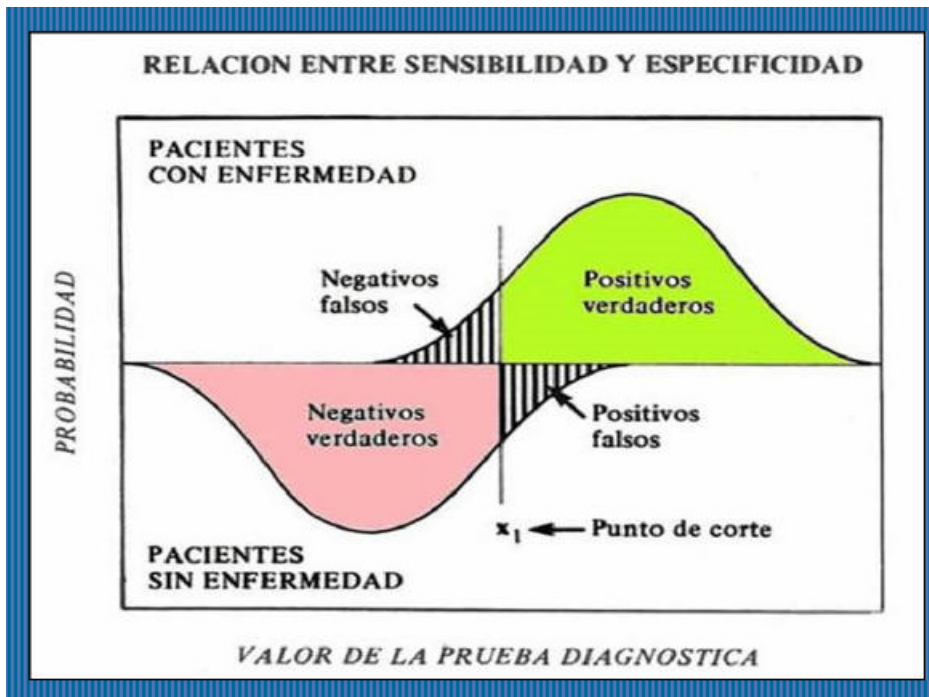 RELACION ENTRE SENSIBILIDAD Y ESPECIFICIDAD
PACIENTES
CON ENFERMEDAD
Negativos
falsos
Positivos
verdaderos
PROBABILIDAD
Negativos
verdaderos
Positivos
falsos
x₁
Punto de corte
PACIENTES
SIN ENFERMEDAD
VALOR DE LA PRUEBA DIAGNOSTICA